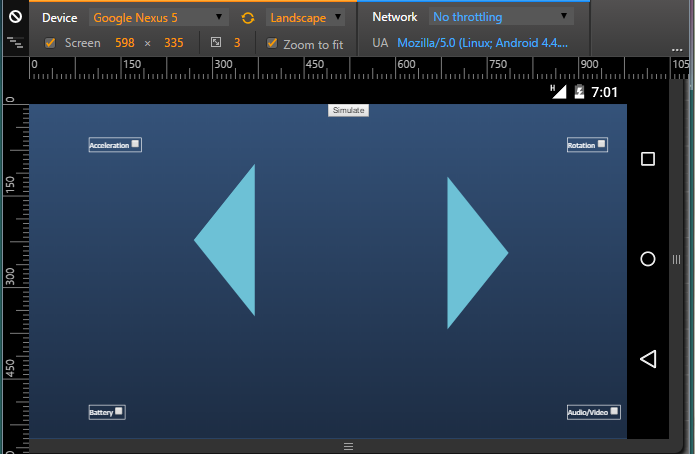 Device Google Nexus 5 Landscape Network No throttling
Screen 598 × 335 3 Zoom to fit UA Mozilla/5.0 (Linux; Android 4.4.... ...
0 150 300 450 600 750 900 105
H 7:01
0
150
300
450
Simulate
Acceleration Rotation
Battery Audio/Video